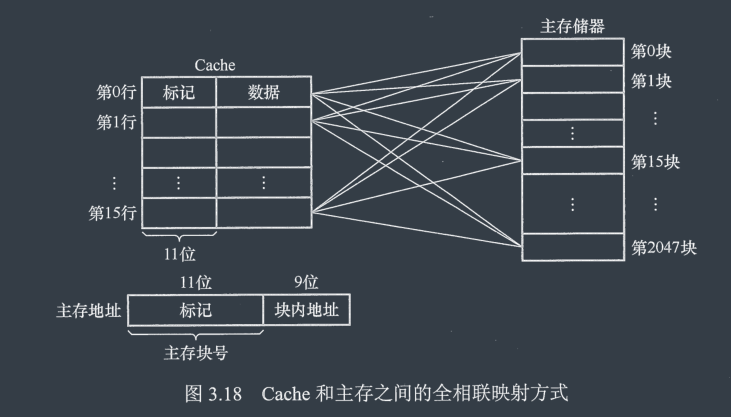 主存储器
Cache
第0行 标记 数据
第1行
⋮ ⋮ ⋮
第15行
11位
第0块
第1块
⋮ ⋮
第15块
⋮ ⋮
第2047块
11位 9位
主存地址 标记 块内地址
主存块号
图 3.18 Cache 和主存之间的全相联映射方式